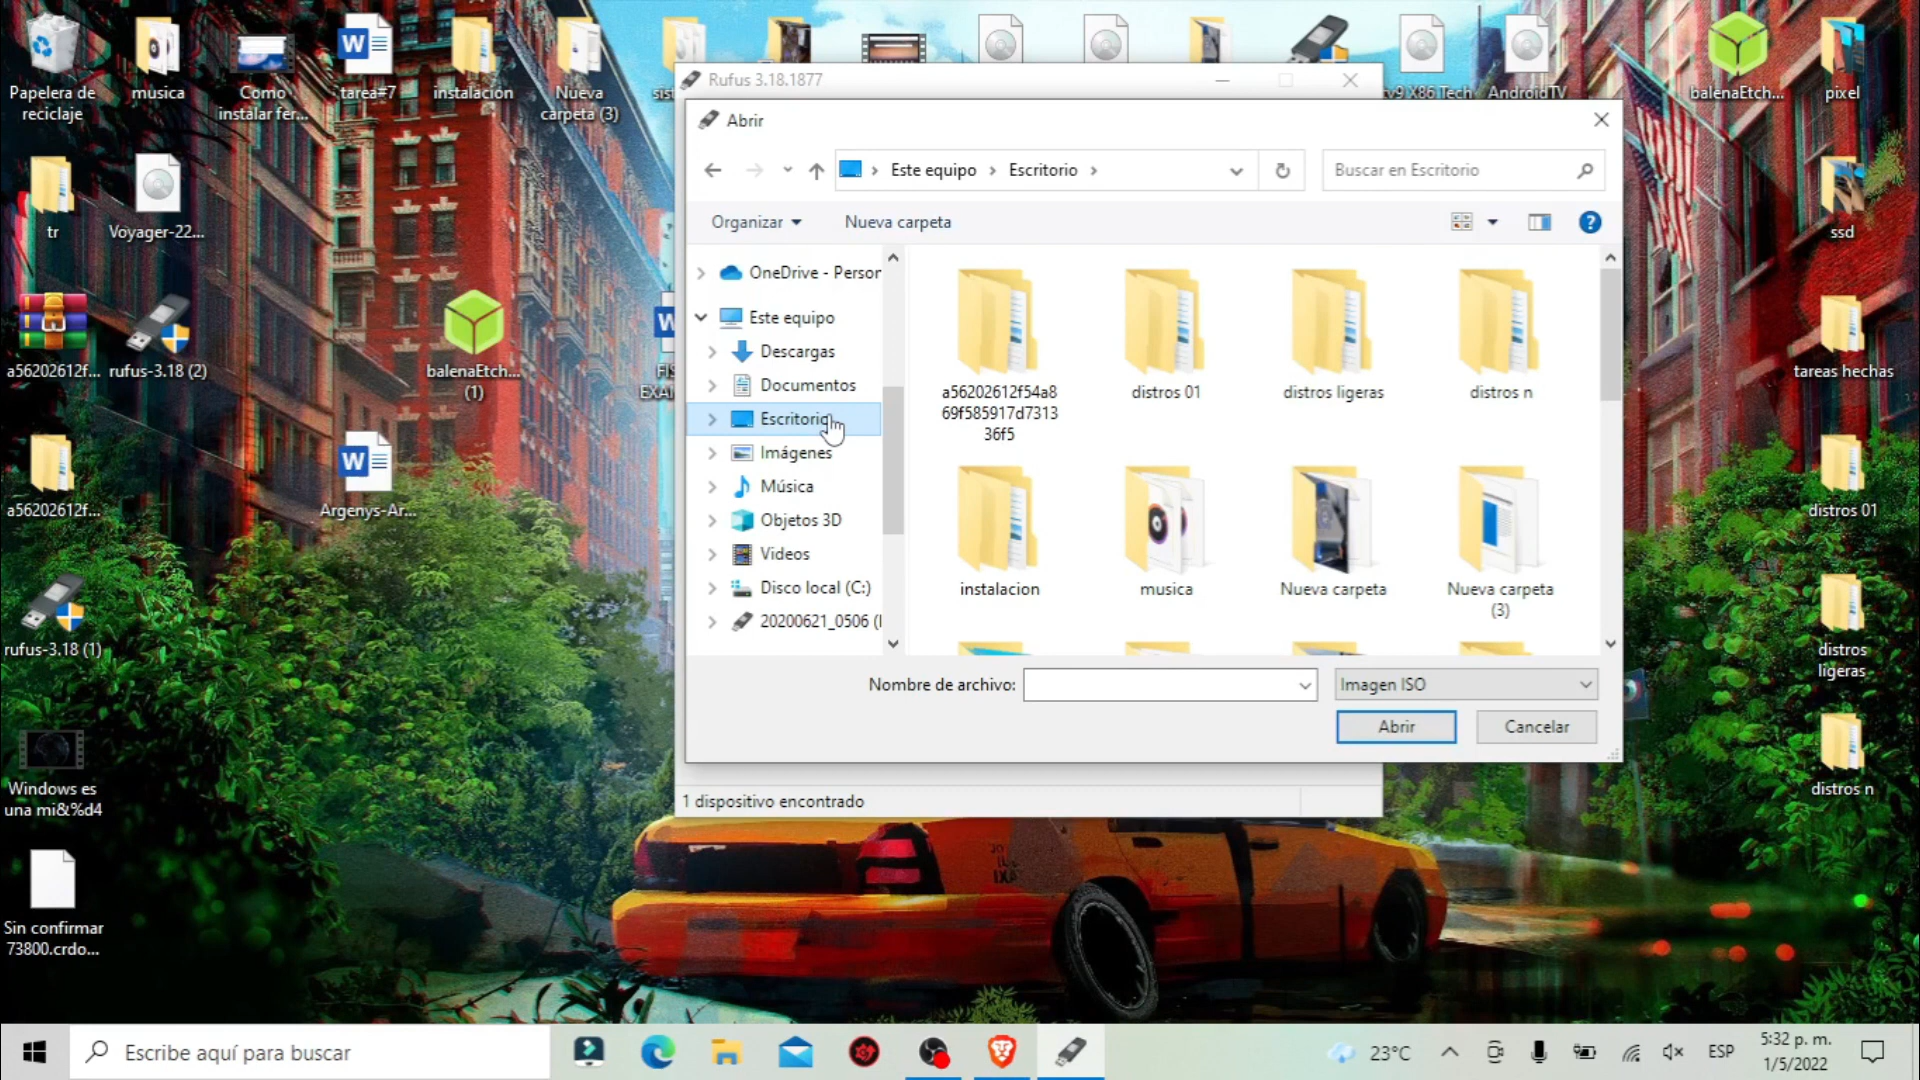 Papelera de
reciclaje
musica
Como
instalar fer...
tarea#7
instalacion
Nueva
carpeta (3)
AndroidTV
balenaEtch...
pixel
tr
Voyager-22...
ssd
a56202612f...
rufus-3.18 (2)
balenaEtch...
(1)
tareas hechas
a56202612f...
Argenys-Ar...
distros 01
rufus-3.18 (1)
distros
ligeras
Windows es
una mi&%d4
distros n
Sin confirmar
73800.crdo...
Rufus 3.18.1877
Abrir
Este equipo
Escritorio
Buscar en Escritorio
Organizar
Nueva carpeta
OneDrive - Person
Este equipo
Descargas
Documentos
Escritorio
Imágenes
Música
Objetos 3D
Videos
Disco local (C:)
20200621_0506 (
a56202612f54a8
69f585917d7313
36f5
distros 01
distros ligeras
distros n
instalacion
musica
Nueva carpeta
Nueva carpeta
(3)
Nombre de archivo:
Imagen ISO
Abrir
Cancelar
1 dispositivo encontrado
Escribe aquí para buscar
23°C
ESP
5:32 p. m.
1/5/2022